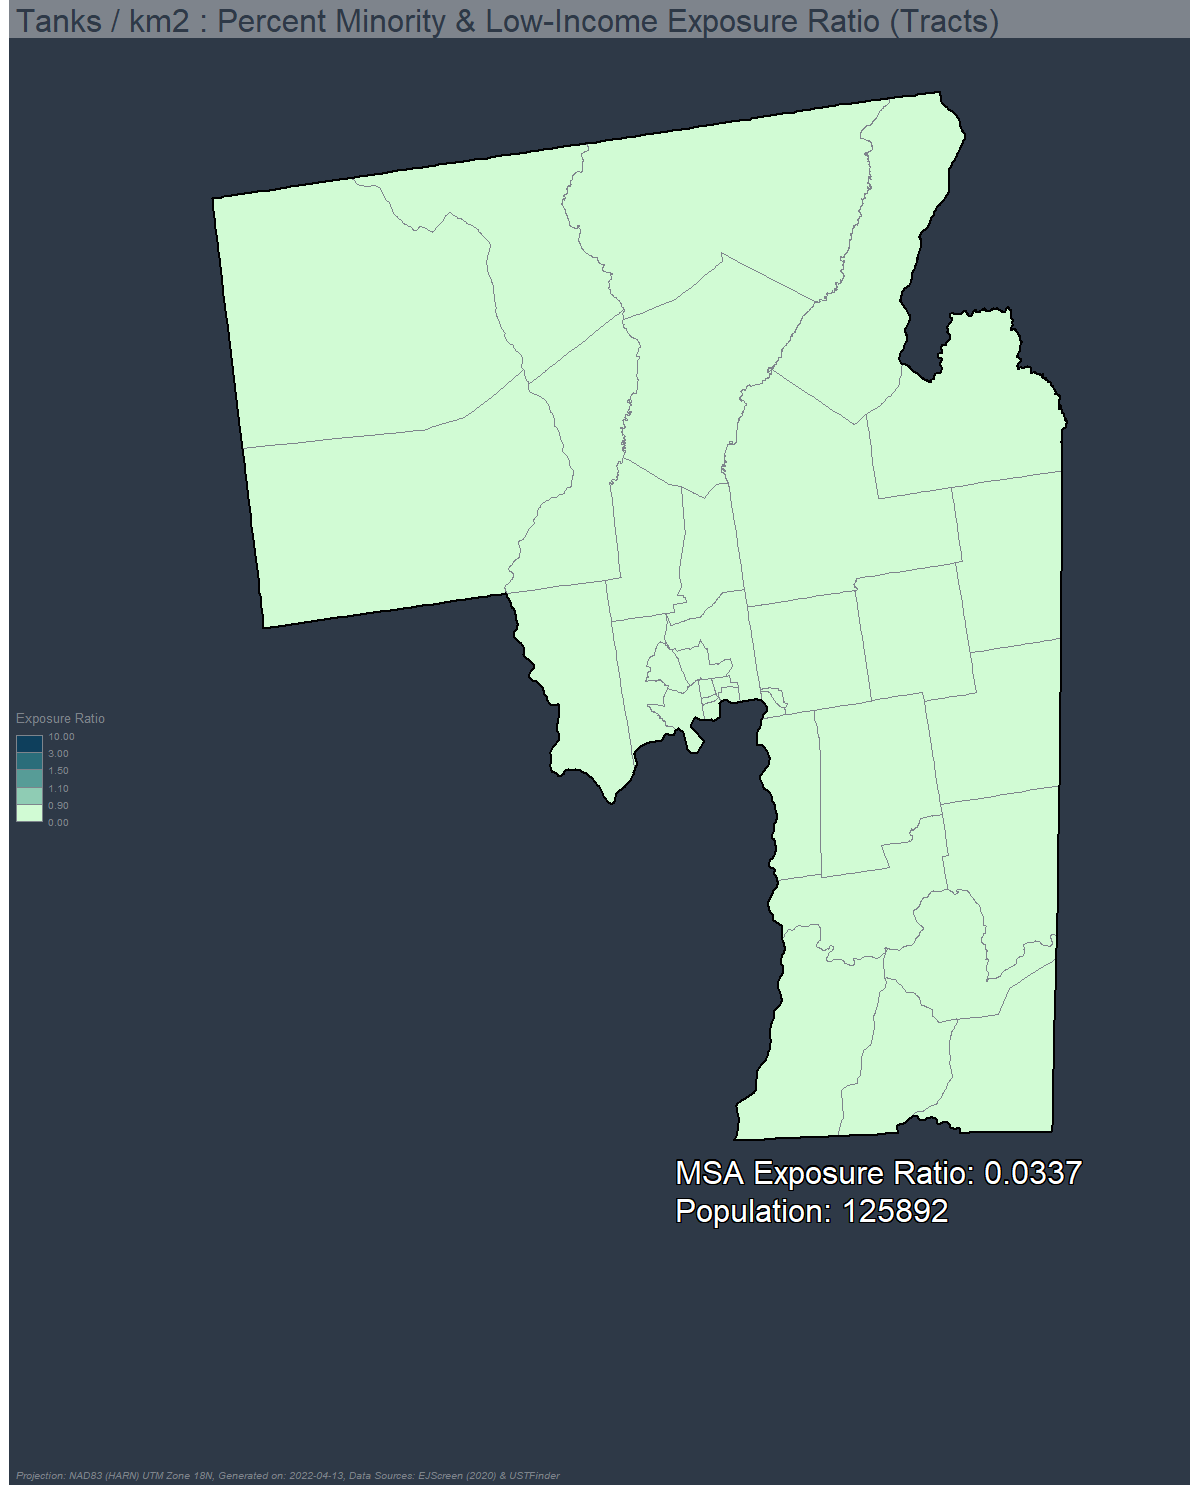 Tanks / km2 : Percent Minority & Low-Income Exposure Ratio (Tracts)
Exposure Ratio
10.00
3.00
1.50
1.10
0.90
0.00
MSA Exposure Ratio: 0.0337
Population: 125892
Projection: NAD83 (HARN) UTM Zone 18N, Generated on: 2022-04-13, Data Sources: EJScreen (2020) & USTFinder